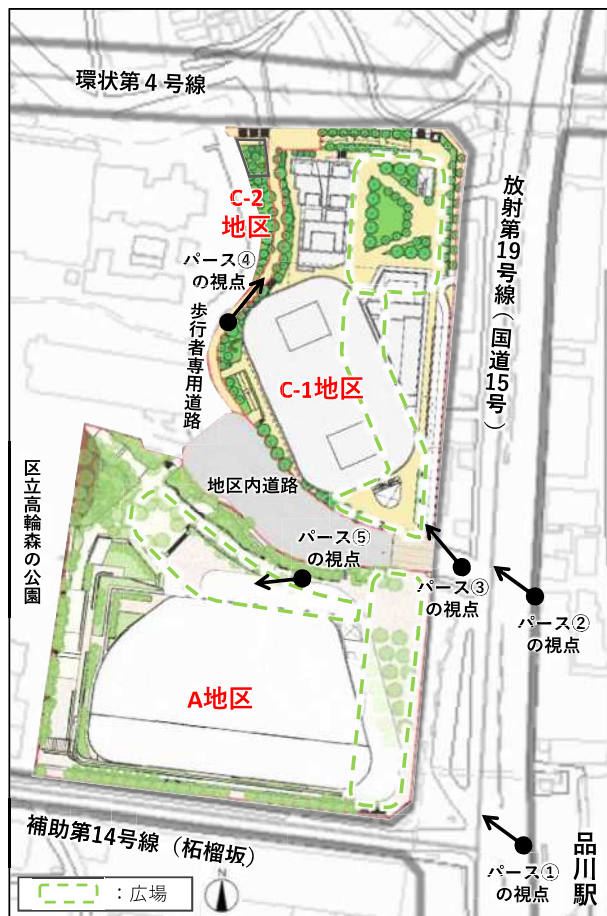 環状第４号線
C-2
地区
パース④
の視点
放射第19号線（国道15号）
歩行者専用道路
C-1地区
地区内道路
区立高輪森の公園
パース⑤
の視点
パース③
の視点
パース②
の視点
A地区
補助第14号線（柘榴坂）
パース①
の視点
品川駅
：広場
N